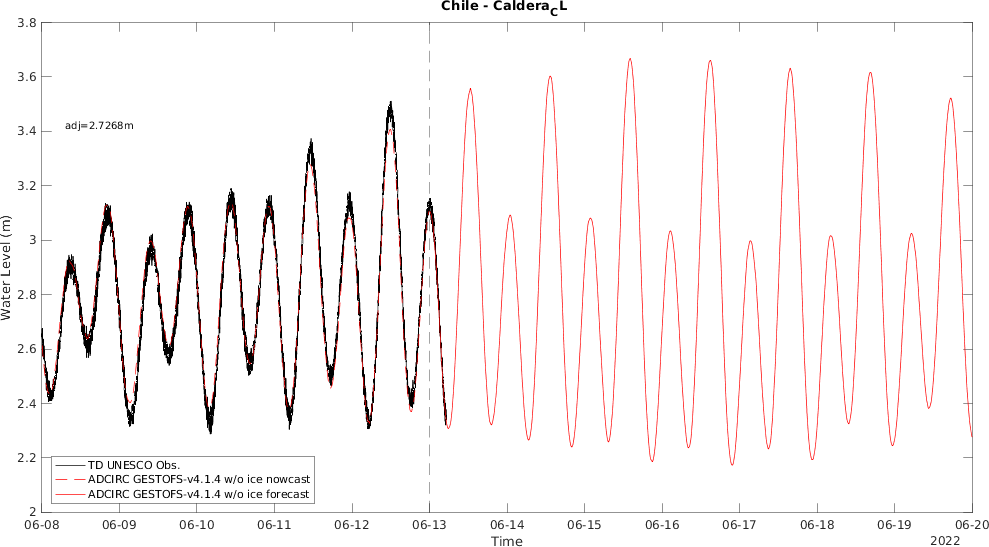 Chile - Caldera_CL
3.8
3.6
3.4
3.2
3
2.8
2.6
2.4
2.2
2
Water Level (m)
adj=2.7268m
TD UNESCO Obs.
ADCIRC GESTOFS-v4.1.4 w/o ice nowcast
ADCIRC GESTOFS-v4.1.4 w/o ice forecast
06-08 06-09 06-10 06-11 06-12 06-13 06-14 06-15 06-16 06-17 06-18 06-19 06-20
Time
2022